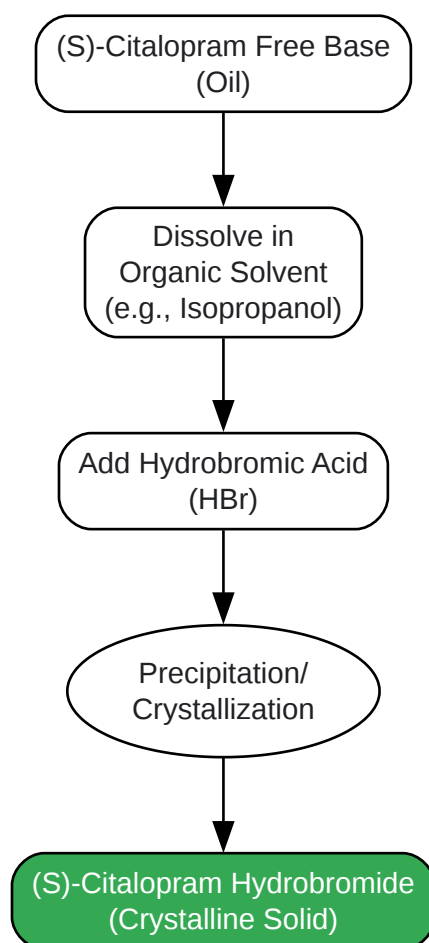 (S)-Citalopram Free Base
(Oil)
Dissolve in
Organic Solvent
(e.g., Isopropanol)
Add Hydrobromic Acid
(HBr)
Precipitation/
Crystallization
(S)-Citalopram Hydrobromide
(Crystalline Solid)